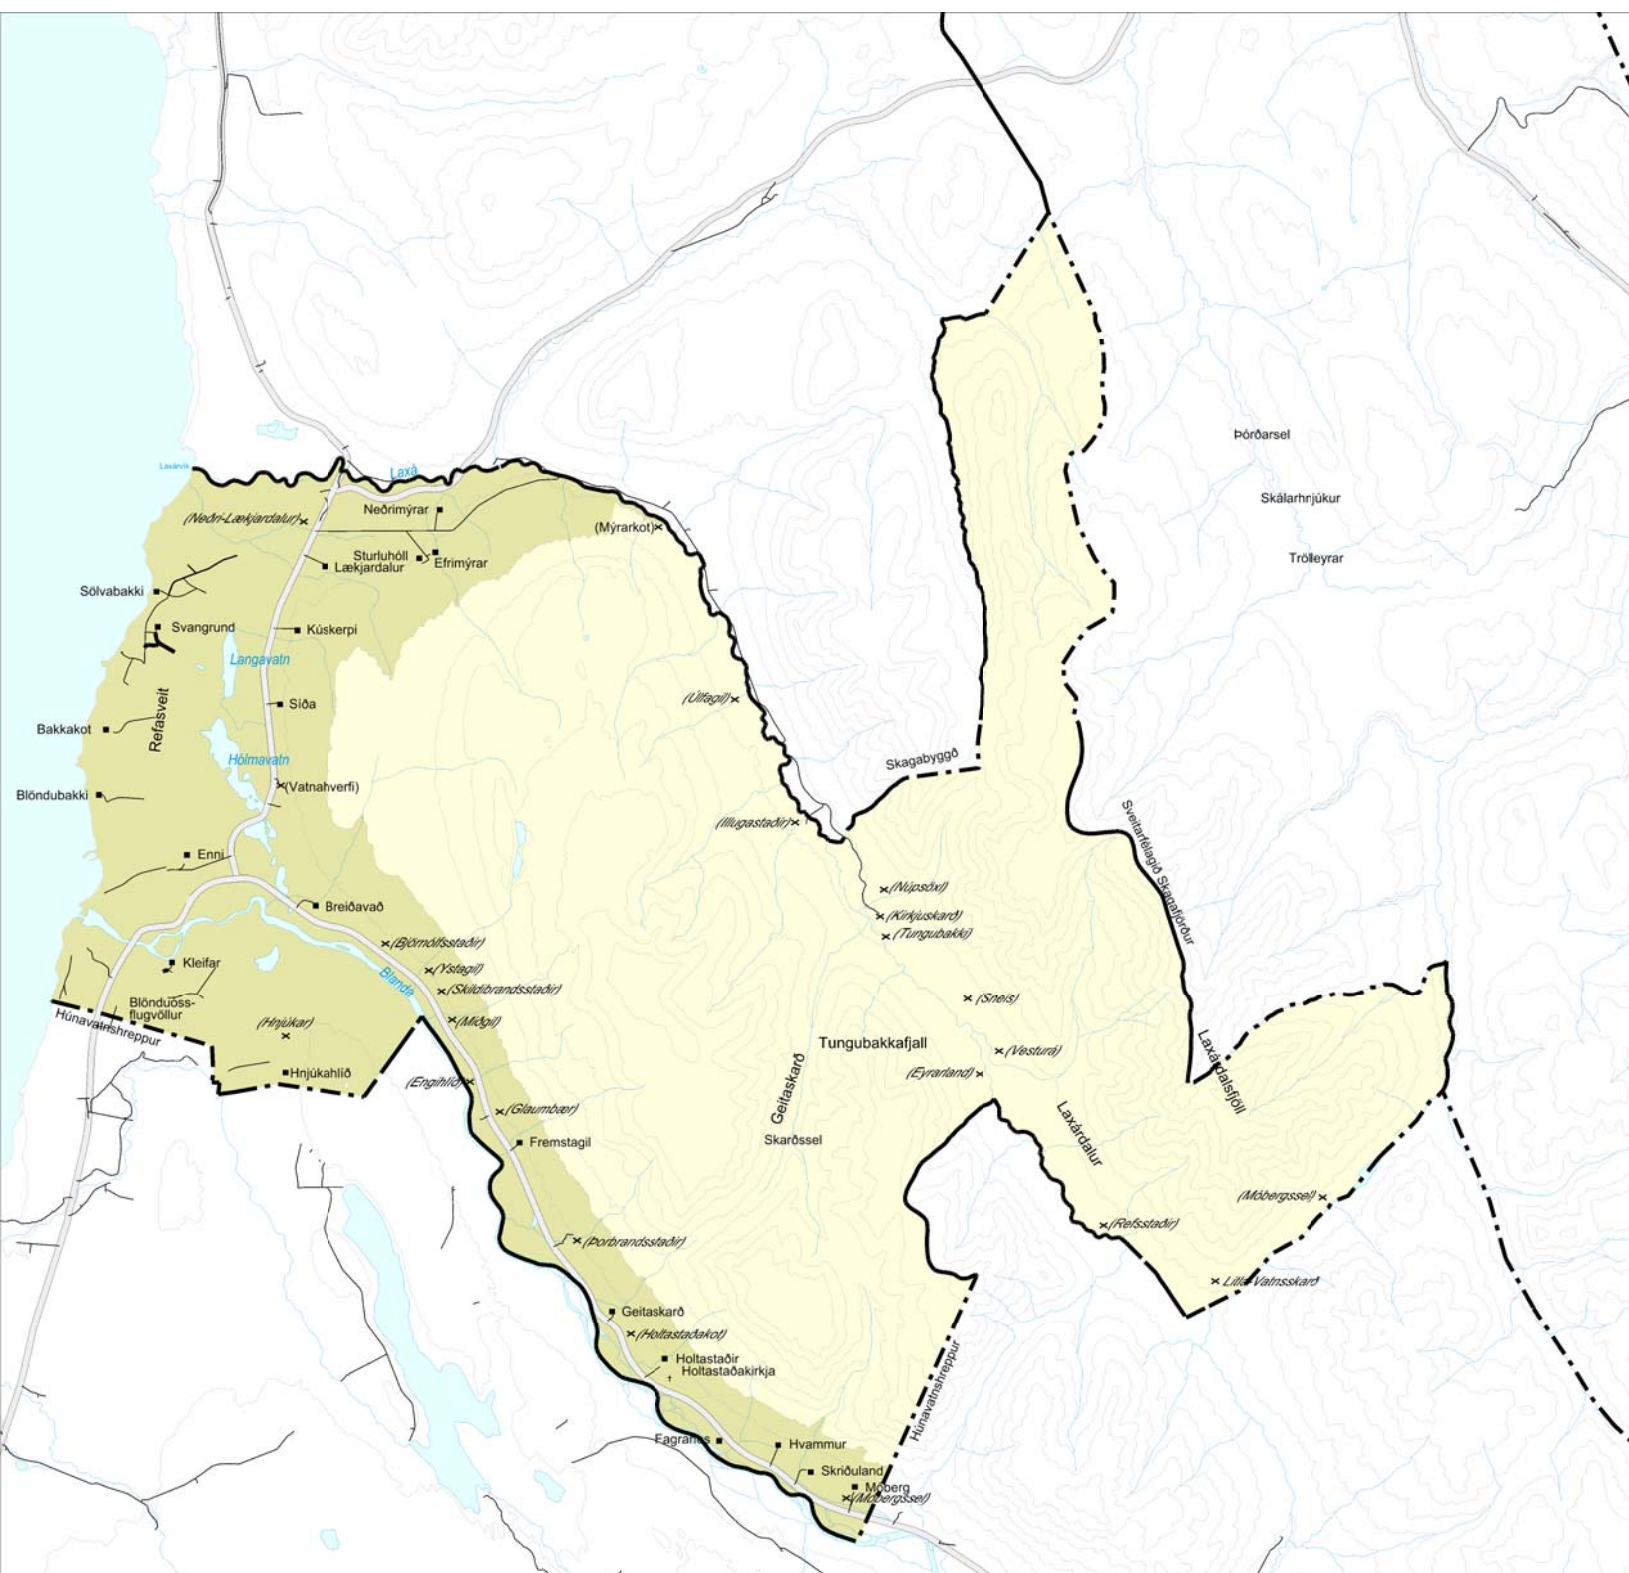 Þórðarsel
Laxárvík
Laxá
Skálarhnjúkur
Neðrimýrar
(Neðri-Lækjardalur)
(Mýrarkot)
Sturluhóll
Efrimýrar
Lækjardalur
Trölleyrar
Sölvabakki
Svangrund
Kúskerpi
Langavatn
(Úlfagil)
Síða
Refasveit
Bakkakot
Hólmavatn
Skagabyggð
(Vatnahverfi)
Blöndubakki
(Illugastaðir)
Sveitarfélagið Skagafjörður
Enni
(Núpsöxl)
Breiðavað
(Kirkjuskarð)
(Tungubakki)
(Björnólfsstaðir)
Kleifar
(Ystagil)
Blanda
(Skildibrandsstaðir)
(Sneis)
Blönduóss-
flugvöllur
Húnavatnshreppur
(Hnjúkar)
(Miðgil)
Tungubakkafjall
(Vesturá)
Hnjúkahlíð
(Engihlíð)
(Eyrarland)
Laxárdalsfjöll
Geitaskarð
(Glaumbær)
Fremstagil
Skarðssel
Laxárdalur
(Móbergssel)
(Refsstaðir)
(Þorbrandsstaðir)
Litla-Vatnsskarð
Geitaskarð
(Holtastaðakot)
Holtastaðir
Holtastaðakirkja
Húnavatnshreppur
Fagranes
Hvammur
Skriðuland
Móberg
(Móbergssel)